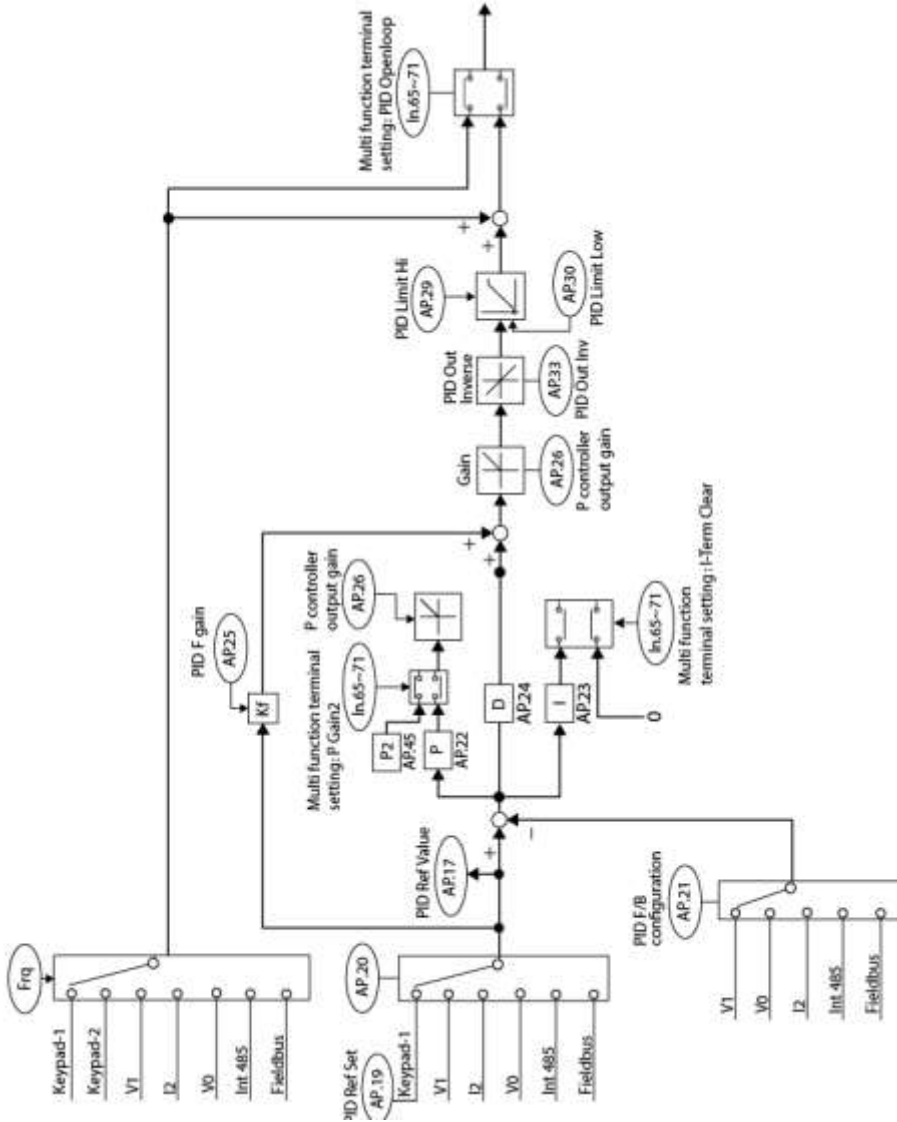 Multi function terminal
setting: PID Openloop
In.65~71
PID Limit Hi
AP.29
AP.30
PID Limit Low
PID Out
Inverse
AP.33
PID Out Inv
Gain
AP.26
P controller
output gain
PID F gain
AP.25
Kf
P controller
output gain
AP.26
Multi function terminal
setting: P Gain2
In.65~71
P2
AP.45
P
AP.22
D
AP.24
I
AP.23
0
In.65~71
Multi function
terminal setting: I-Term Clear
+
+
+
+
+
−
PID Ref Value
AP.17
PID F/B
configuration
AP.21
V1
V0
I2
Int 485
Fieldbus
Frq
Keypad-1
Keypad-2
V1
I2
V0
Int 485
Fieldbus
AP.20
PID Ref Set
AP.19
Keypad-1
V1
I2
V0
Int 485
Fieldbus